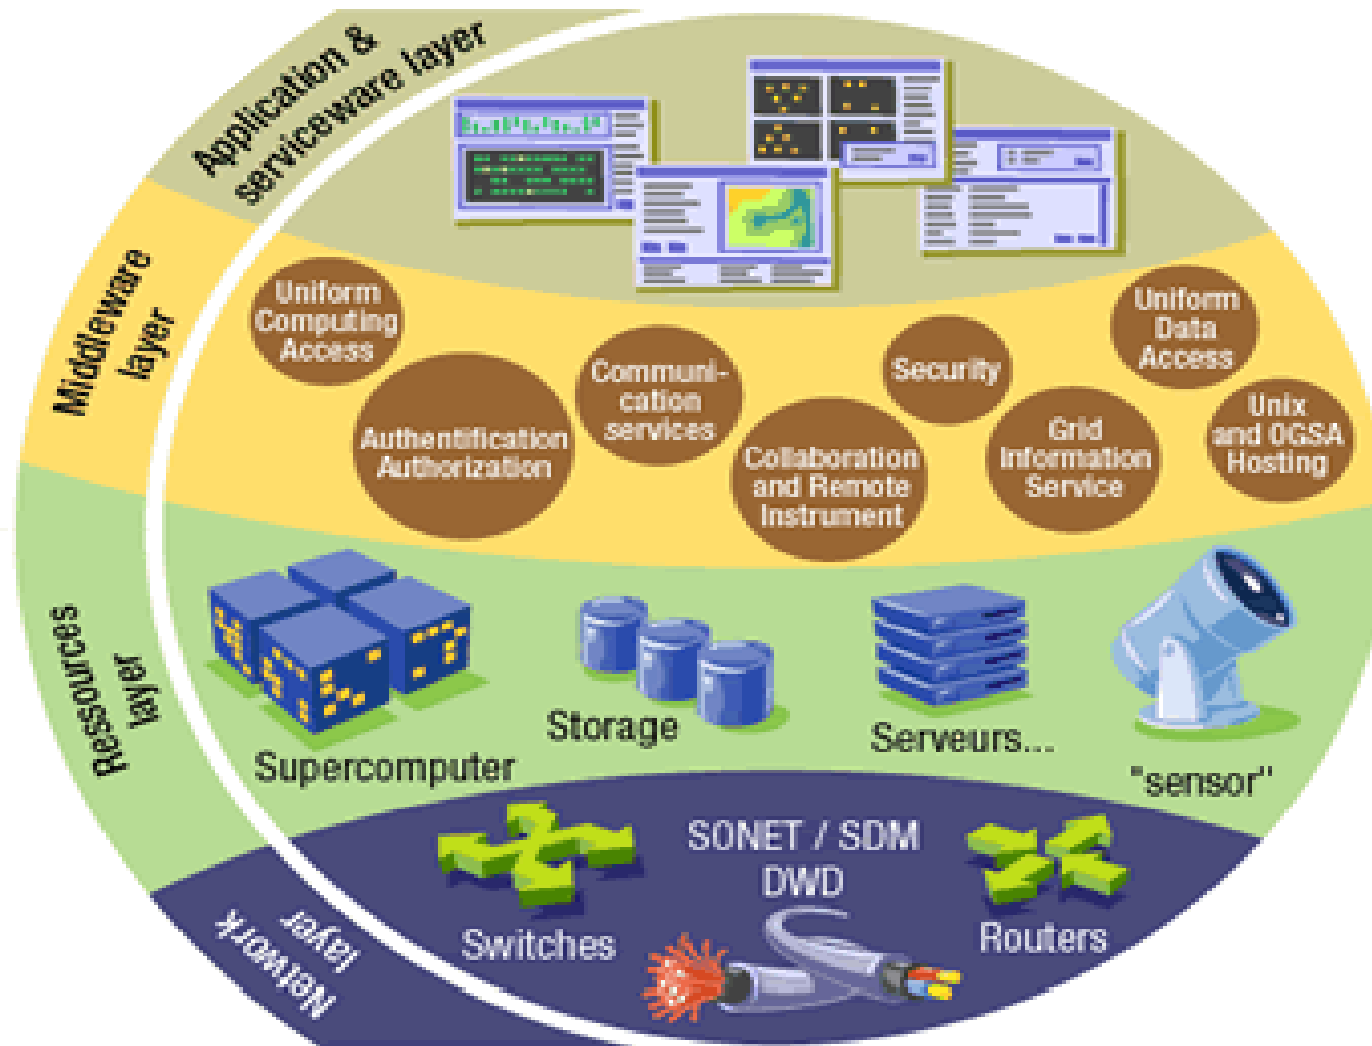 Application &
serviceware layer
Middleware
layer
Uniform
Computing
Access
Authentification
Authorization
Communi-
cation
services
Collaboration
and Remote
Instrument
Security
Grid
Information
Service
Uniform
Data
Access
Unix
and OGSA
Hosting
Ressources
layer
Supercomputer
Storage
Serveurs...
"sensor"
Network
layer
Switches
SONET / SDM
DWD
Routers